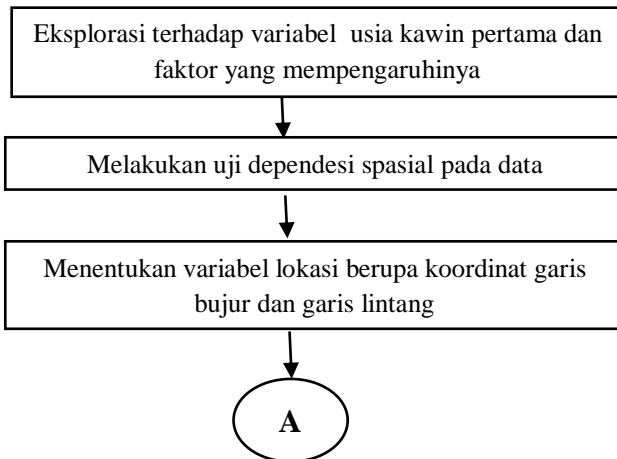 Eksplorasi terhadap variabel usia kawin pertama dan
faktor yang mempengaruhinya
Melakukan uji dependesi spasial pada data
Menentukan variabel lokasi berupa koordinat garis
bujur dan garis lintang
A